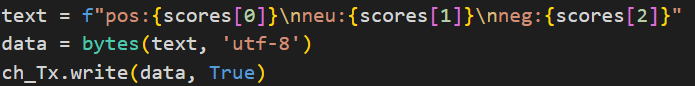 text = f"pos:{scores[0]}\nneu:{scores[1]}\nneg:{scores[2]}"
data = bytes(text, 'utf-8')
ch_Tx.write(data, True)